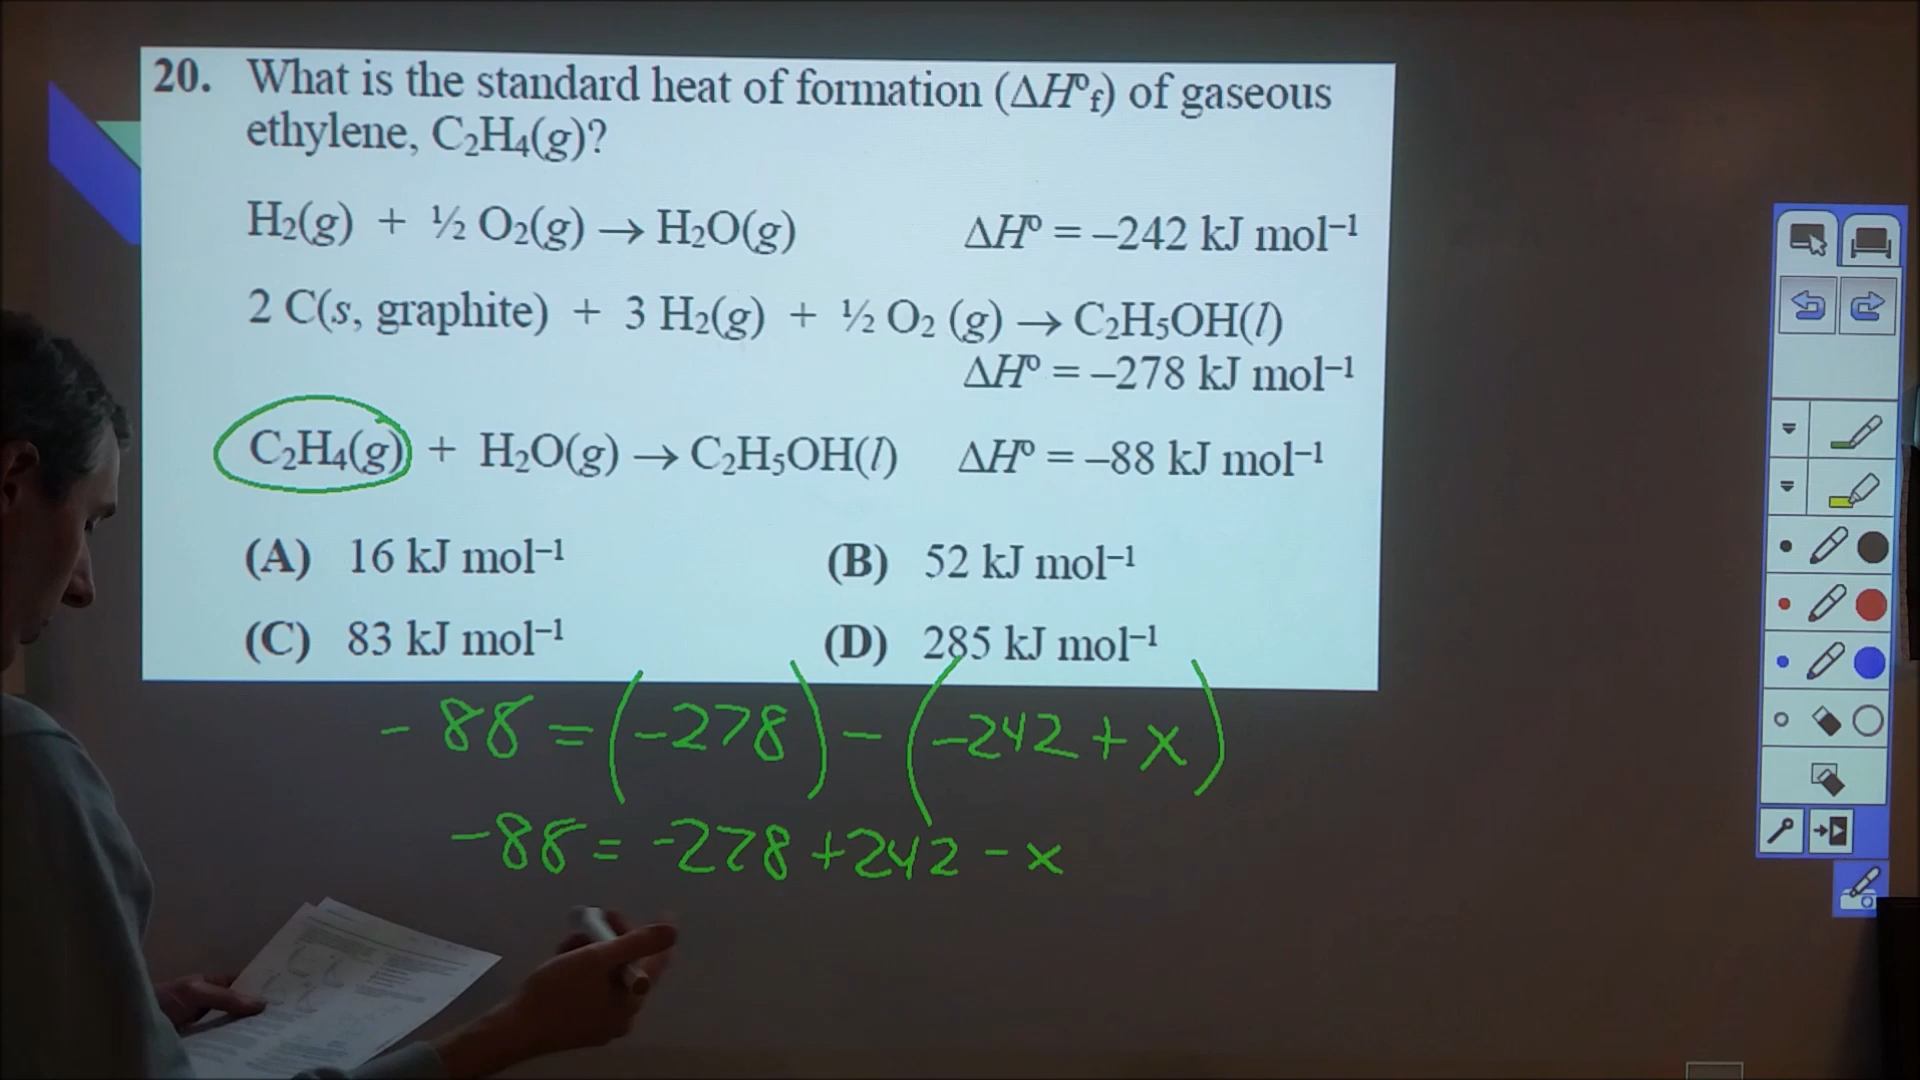 20. What is the standard heat of formation (ΔH°f) of gaseous
ethylene, C₂H₄(g)?
H₂(g) + ½ O₂(g) → H₂O(g) ΔH° = –242 kJ mol⁻¹
2 C(s, graphite) + 3 H₂(g) + ½ O₂ (g) → C₂H₅OH(l)
ΔH° = –278 kJ mol⁻¹
C₂H₄(g) + H₂O(g) → C₂H₅OH(l) ΔH° = –88 kJ mol⁻¹
(A) 16 kJ mol⁻¹ (B) 52 kJ mol⁻¹
(C) 83 kJ mol⁻¹ (D) 285 kJ mol⁻¹
-88 = (-278) - (-242 + x)
-88 = -278 + 242 - x